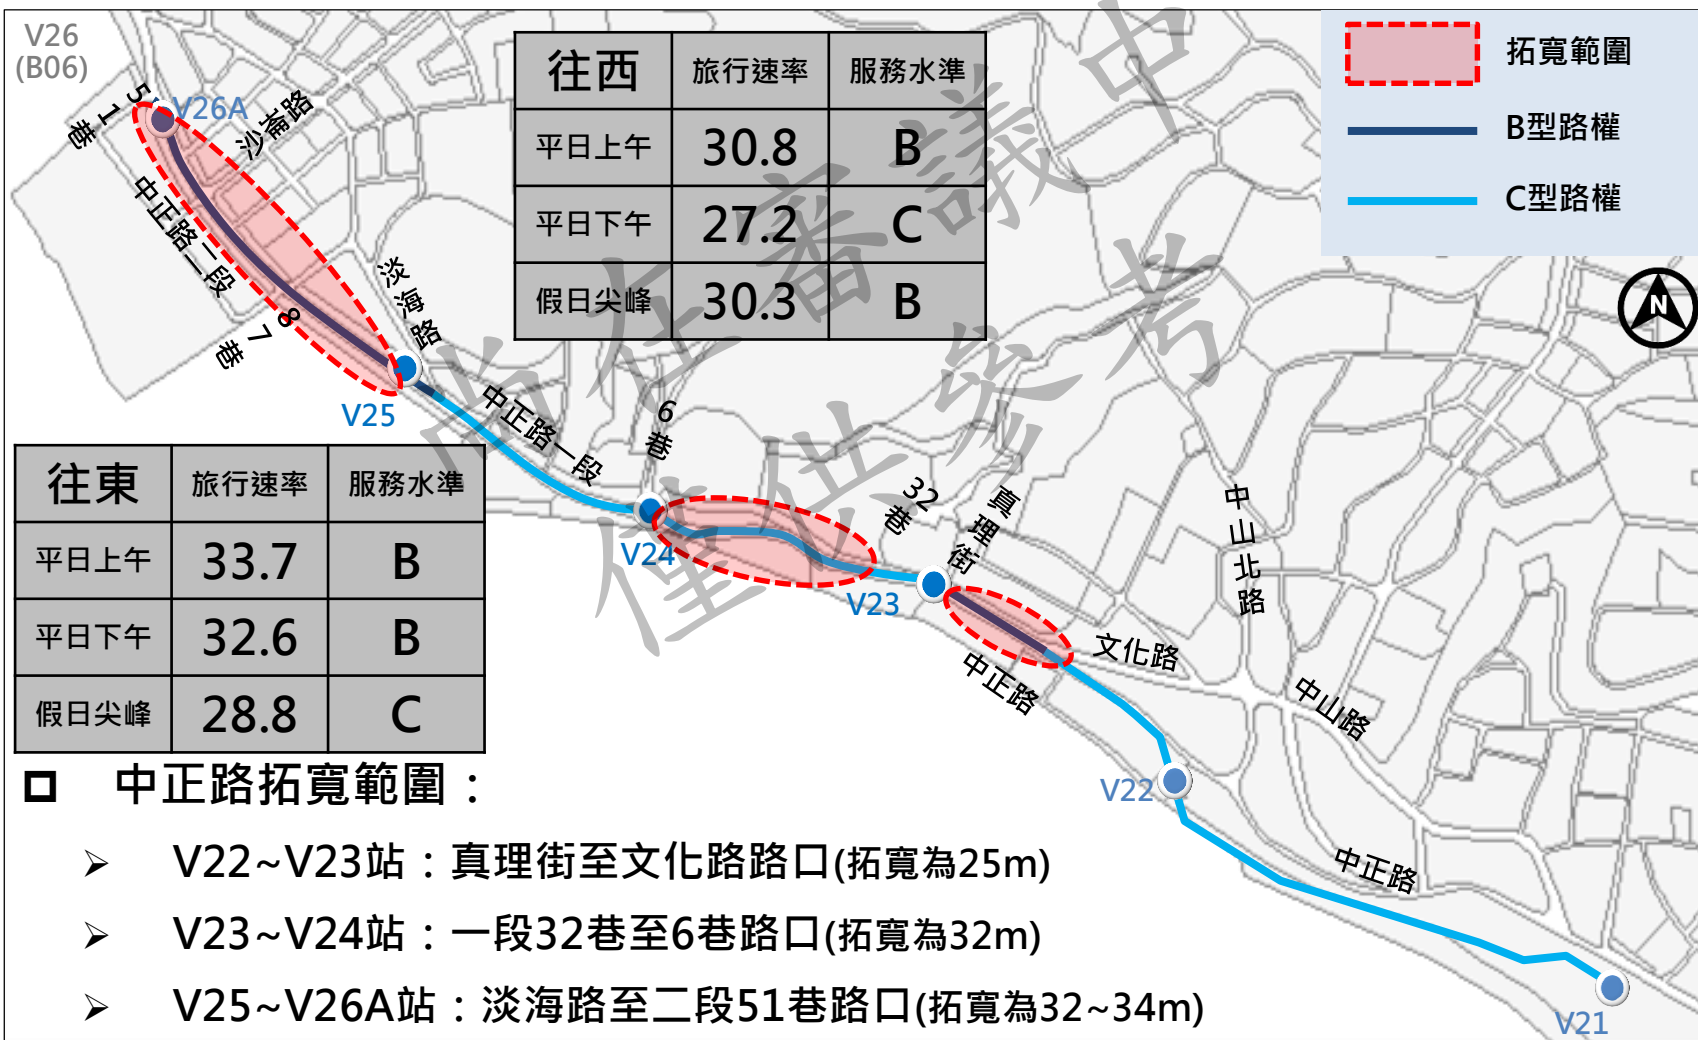 V26
(B06)
51巷
V26A
沙崙路
中正路二段
87巷
淡海路
V25
往西 旅行速率 服務水準
平日上午 30.8 B
平日下午 27.2 C
假日尖峰 30.3 B
拓寬範圍
B型路權
C型路權
N
尚在審議中
僅供參考
中正路一段
6巷
V24
32巷
真理街
V23
中正路
文化路
中山北路
中山路
V22
中正路
V21
往東 旅行速率 服務水準
平日上午 33.7 B
平日下午 32.6 B
假日尖峰 28.8 C
中正路拓寬範圍：
V22~V23站：真理街至文化路路口(拓寬為25m)
V23~V24站：一段32巷至6巷路口(拓寬為32m)
V25~V26A站：淡海路至二段51巷路口(拓寬為32~34m)